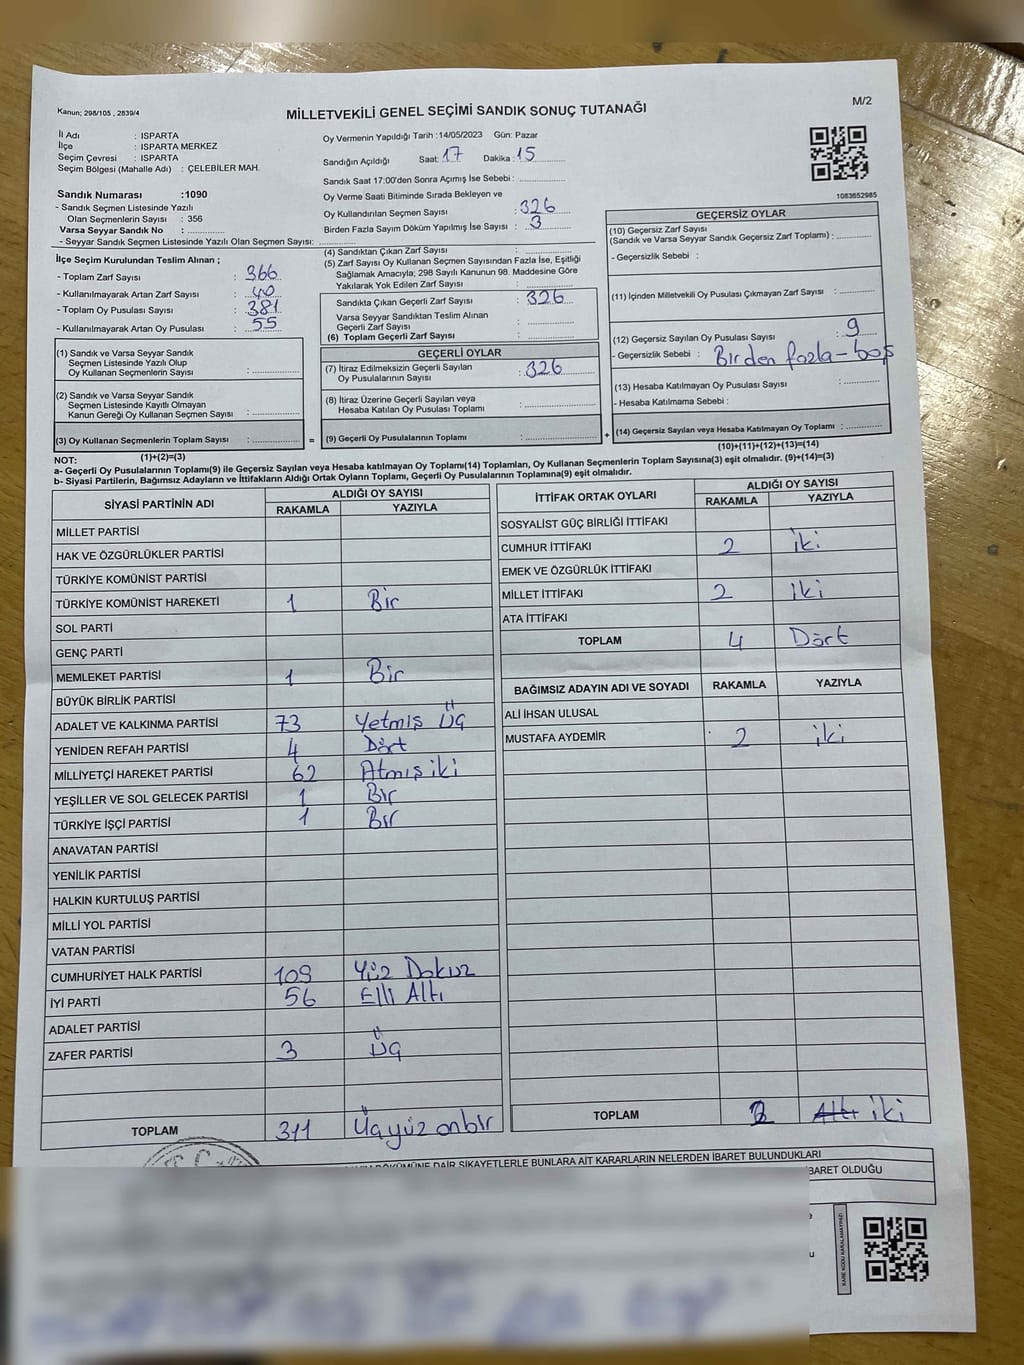 Kanun; 298/105 , 2839/4
MİLLETVEKİLİ GENEL SEÇİMİ SANDIK SONUÇ TUTANAĞI
M/2
İl Adı : ISPARTA
İlçe : ISPARTA MERKEZ
Seçim Çevresi : ISPARTA
Seçim Bölgesi (Mahalle Adı) : ÇELEBİLER MAH.
Sandık Numarası :1090
- Sandık Seçmen Listesinde Yazılı
Olan Seçmenlerin Sayısı : 356
Varsa Seyyar Sandık No :
- Seyyar Sandık Seçmen Listesinde Yazılı Olan Seçmen Sayısı:
Oy Vermenin Yapıldığı Tarih :14/05/2023 Gün: Pazar
Sandığın Açıldığı Saat: 17 Dakika : 15
Sandık Saat 17:00'den Sonra Açılmış İse Sebebi :
Oy Verme Saati Bitiminde Sırada Bekleyen ve
Oy Kullandırılan Seçmen Sayısı : 326
Birden Fazla Sayım Döküm Yapılmış İse Sayısı : 3
1083652985
İlçe Seçim Kurulundan Teslim Alınan ;
- Toplam Zarf Sayısı : 366
- Kullanılmayarak Artan Zarf Sayısı : 40
- Toplam Oy Pusulası Sayısı : 381
- Kullanılmayarak Artan Oy Pusulası : 55
(1) Sandık ve Varsa Seyyar Sandık
Seçmen Listesinde Yazılı Olup
Oy Kullanan Seçmenlerin Sayısı :
(2) Sandık ve Varsa Seyyar Sandık
Seçmen Listesinde Kayıtlı Olmayan
Kanun Gereği Oy Kullanan Seçmen Sayısı :
(3) Oy Kullanan Seçmenlerin Toplam Sayısı :
(1)+(2)=(3)
(4) Sandıktan Çıkan Zarf Sayısı :
(5) Zarf Sayısı Oy Kullanan Seçmen Sayısından Fazla İse, Eşitliği
Sağlamak Amacıyla; 298 Sayılı Kanunun 98. Maddesine Göre
Yakılarak Yok Edilen Zarf Sayısı :
Sandıkta Çıkan Geçerli Zarf Sayısı : 326
Varsa Seyyar Sandıktan Teslim Alınan
Geçerli Zarf Sayısı :
(6) Toplam Geçerli Zarf Sayısı :
GEÇERLİ OYLAR
(7) İtiraz Edilmeksizin Geçerli Sayılan
Oy Pusulalarının Sayısı : 326
(8) İtiraz Üzerine Geçerli Sayılan veya
Hesaba Katılan Oy Pusulası Toplamı :
= (9) Geçerli Oy Pusulalarının Toplamı :
GEÇERSİZ OYLAR
(10) Geçersiz Zarf Sayısı
(Sandık ve Varsa Seyyar Sandık Geçersiz Zarf Toplamı) :
- Geçersizlik Sebebi :
(11) İçinden Milletvekili Oy Pusulası Çıkmayan Zarf Sayısı :
(12) Geçersiz Sayılan Oy Pusulası Sayısı : 9
- Geçersizlik Sebebi : Birden fazla-boş
(13) Hesaba Katılmayan Oy Pusulası Sayısı :
- Hesaba Katılmama Sebebi :
+ (14) Geçersiz Sayılan veya Hesaba Katılmayan Oy Toplamı :
(10)+(11)+(12)+(13)=(14)
NOT:
a- Geçerli Oy Pusulalarının Toplamı(9) ile Geçersiz Sayılan veya Hesaba katılmayan Oy Toplamı(14) Toplamları, Oy Kullanan Seçmenlerin Toplam Sayısına(3) eşit olmalıdır. (9)+(14)=(3)
b- Siyasi Partilerin, Bağımsız Adayların ve İttifakların Aldığı Ortak Oyların Toplamı, Geçerli Oy Pusulalarının Toplamına(9) eşit olmalıdır.
SİYASİ PARTİNİN ADI ALDIĞI OY SAYISI
RAKAMLA YAZIYLA
MİLLET PARTİSİ
HAK VE ÖZGÜRLÜKLER PARTİSİ
TÜRKİYE KOMÜNİST PARTİSİ
TÜRKİYE KOMÜNİST HAREKETİ 1 Bir
SOL PARTİ
GENÇ PARTİ
MEMLEKET PARTİSİ 1 Bir
BÜYÜK BİRLİK PARTİSİ
ADALET VE KALKINMA PARTİSİ 73 Yetmiş Üç
YENİDEN REFAH PARTİSİ 4 Dört
MİLLİYETÇİ HAREKET PARTİSİ 62 Atmış iki
YEŞİLLER VE SOL GELECEK PARTİSİ 1 Bir
TÜRKİYE İŞÇİ PARTİSİ 1 Bir
ANAVATAN PARTİSİ
YENİLİK PARTİSİ
HALKIN KURTULUŞ PARTİSİ
MİLLİ YOL PARTİSİ
VATAN PARTİSİ
CUMHURİYET HALK PARTİSİ 109 Yüz Dokuz
İYİ PARTİ 56 Elli Altı
ADALET PARTİSİ
ZAFER PARTİSİ 3 Üç
TOPLAM 311 Üçyüz onbir
İTTİFAK ORTAK OYLARI ALDIĞI OY SAYISI
RAKAMLA YAZIYLA
SOSYALİST GÜÇ BİRLİĞİ İTTİFAKI
CUMHUR İTTİFAKI 2 iki
EMEK VE ÖZGÜRLÜK İTTİFAKI
MİLLET İTTİFAKI 2 iki
ATA İTTİFAKI
TOPLAM 4 Dört
BAĞIMSIZ ADAYIN ADI VE SOYADI RAKAMLA YAZIYLA
ALİ İHSAN ULUSAL
MUSTAFA AYDEMİR 2 iki
TOPLAM 2 Altı iki
DÖKÜMÜNE DAİR ŞİKAYETLERLE BUNLARA AİT KARARLARIN NELERDEN İBARET BULUNDUKLARI
İBARET OLDUĞU
KARE KODU KARALAMAYINIZ